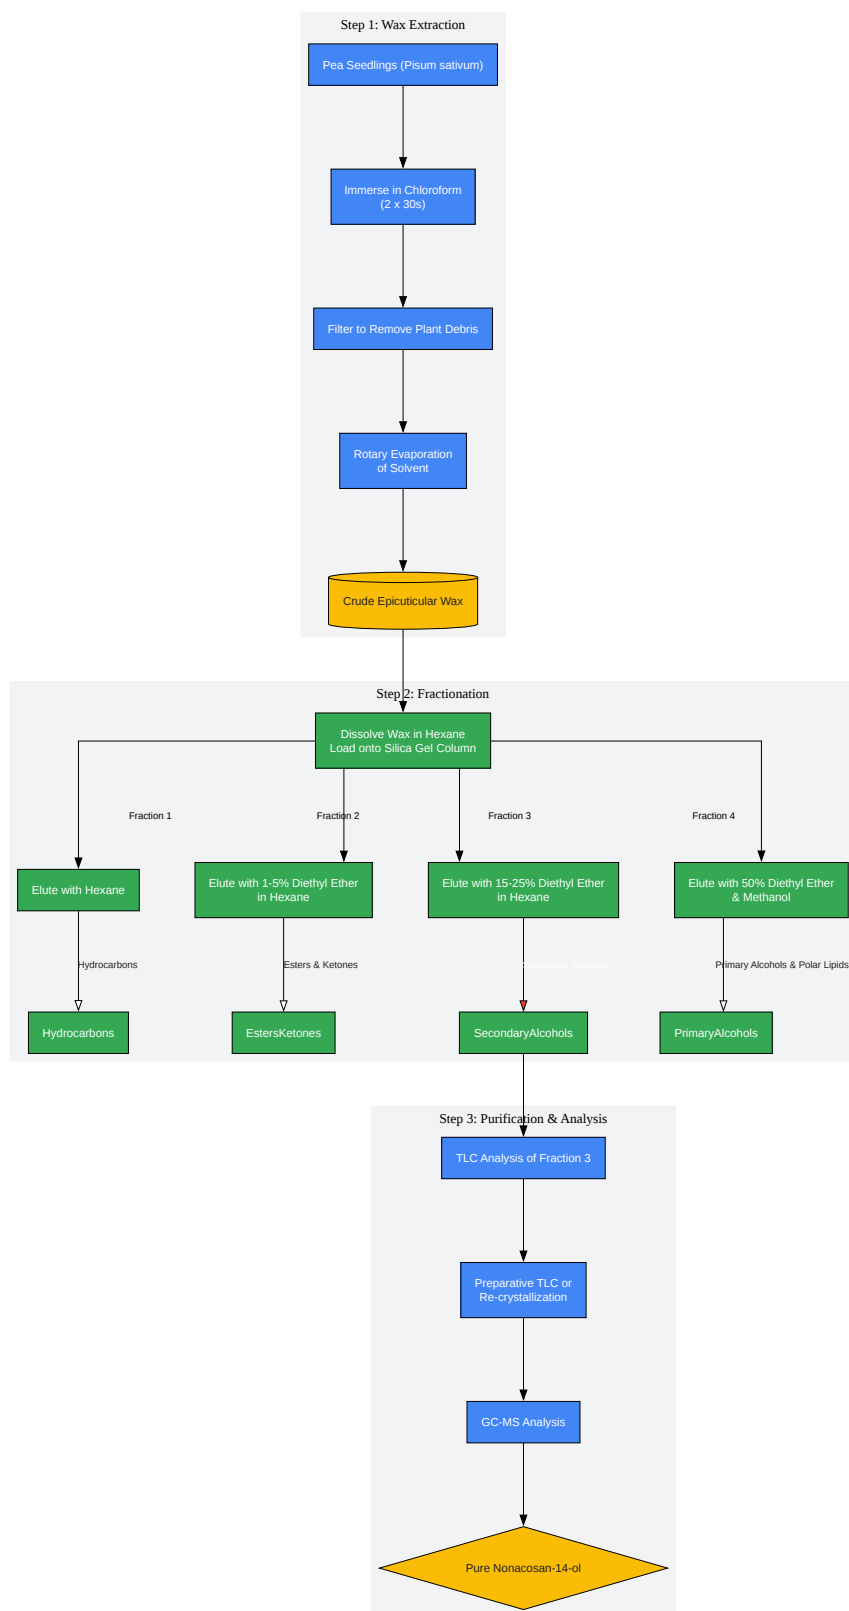 Step 1: Wax Extraction
Pea Seedlings (Pisum sativum)
Immerse in Chloroform
(2 x 30s)
Filter to Remove Plant Debris
Rotary Evaporation
of Solvent
Crude Epicuticular Wax
Step 2: Fractionation
Dissolve Wax in Hexane
Load onto Silica Gel Column
Fraction 1
Fraction 2
Fraction 3
Fraction 4
Elute with Hexane
Elute with 1-5% Diethyl Ether
in Hexane
Elute with 15-25% Diethyl Ether
in Hexane
Elute with 50% Diethyl Ether
& Methanol
Hydrocarbons
Esters & Ketones
Secondary Alcohols
Primary Alcohols & Polar Lipids
Hydrocarbons
EstersKetones
SecondaryAlcohols
PrimaryAlcohols
Step 3: Purification & Analysis
TLC Analysis of Fraction 3
Preparative TLC or
Re-crystallization
GC-MS Analysis
Pure Nonacosan-14-ol